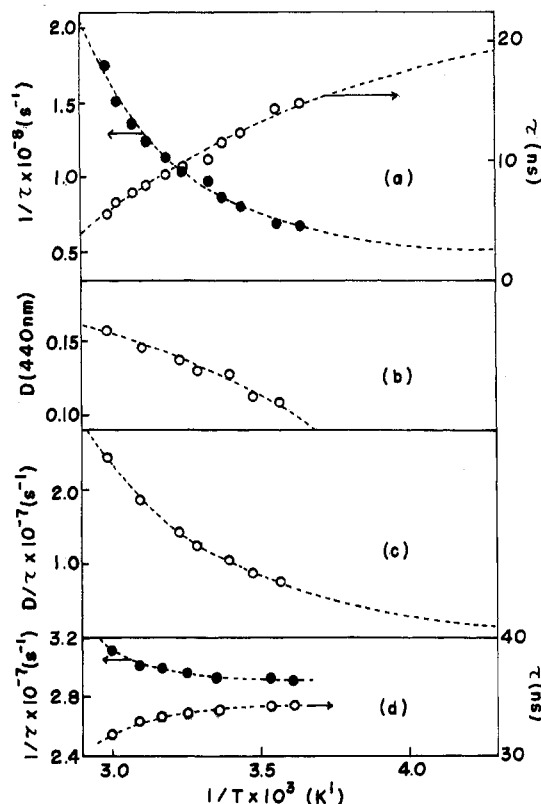 2.0
1.5
1.0
0.5
1/τ×10⁻⁸(s⁻¹)
20
10
0
τ(ns)
(a)
0.15
0.10
D(440nm)
(b)
2.0
1.0
D/τ×10⁻⁷(s⁻¹)
(c)
3.2
2.8
2.4
1/τ×10⁻⁷(s⁻¹)
40
30
τ(ns)
(d)
3.0 3.5 4.0
1/T×10³ (K¹)